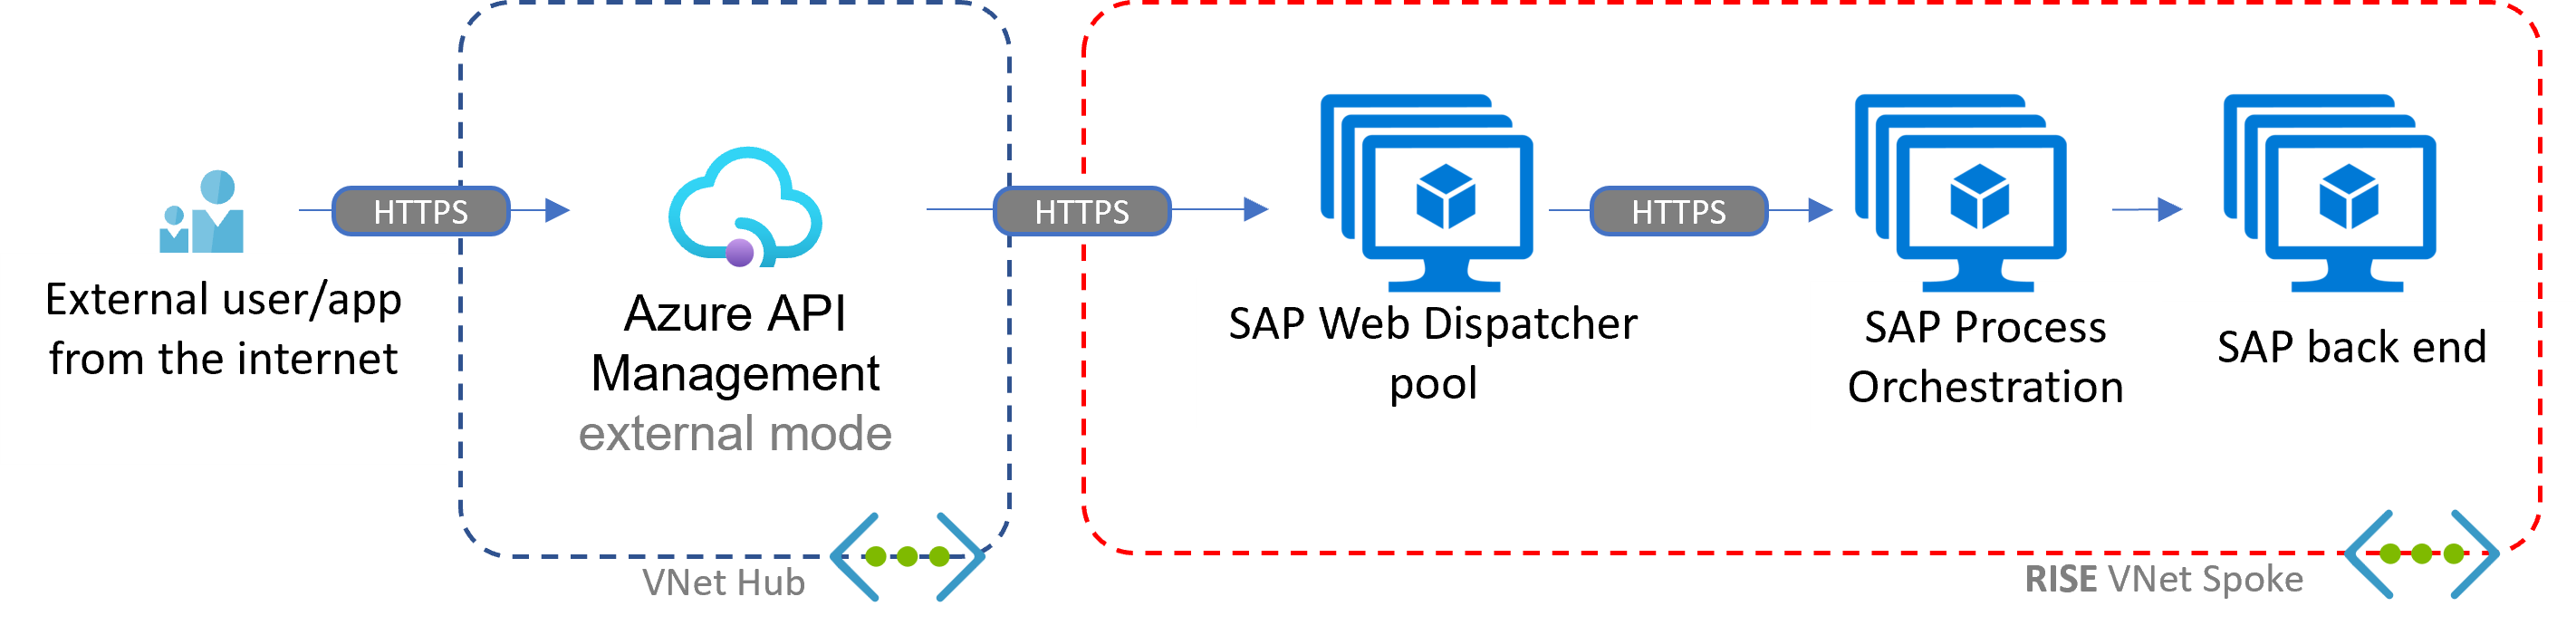 External user/app
from the internet
HTTPS
Azure API
Management
external mode
VNet Hub
HTTPS
SAP Web Dispatcher
pool
HTTPS
SAP Process
Orchestration
SAP back end
RISE VNet Spoke